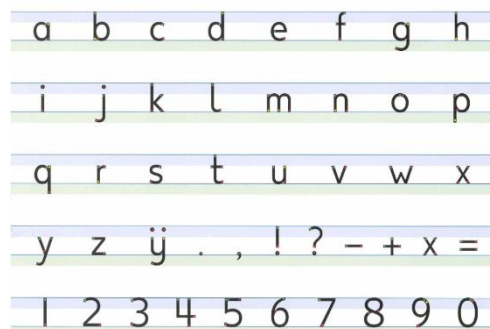 a b c d e f g h
i j k l m n o p
q r s t u v w x
y z ÿ . , ! ? – + x =
1 2 3 4 5 6 7 8 9 0